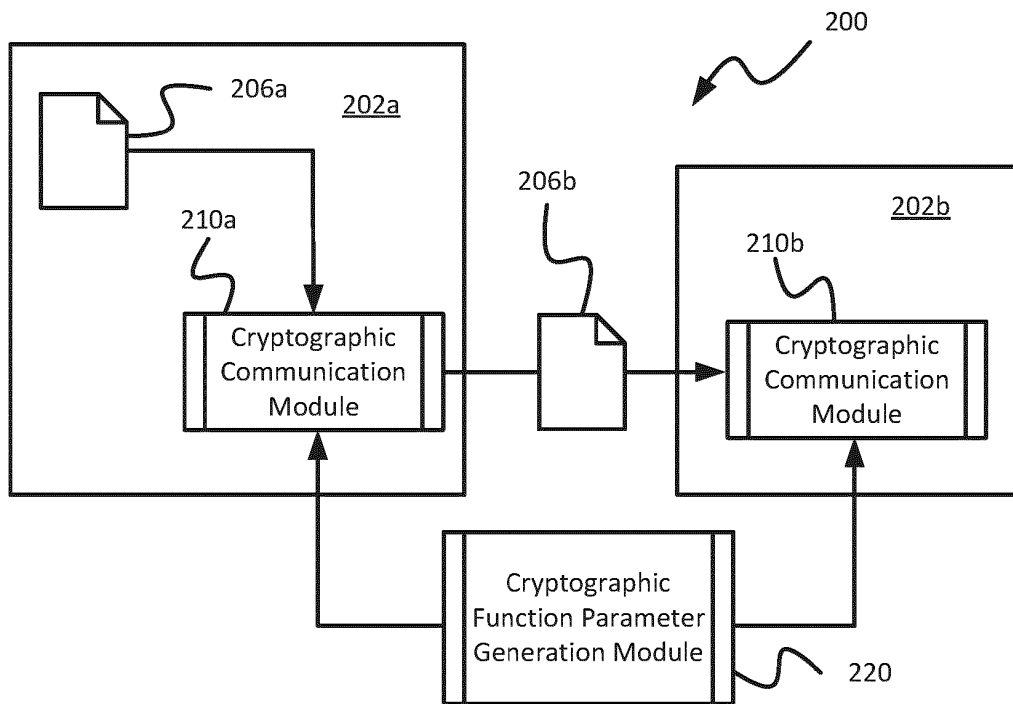 200
206a
202a
206b
202b
210a
210b
Cryptographic
Communication
Module
Cryptographic
Communication
Module
Cryptographic
Function Parameter
Generation Module
220